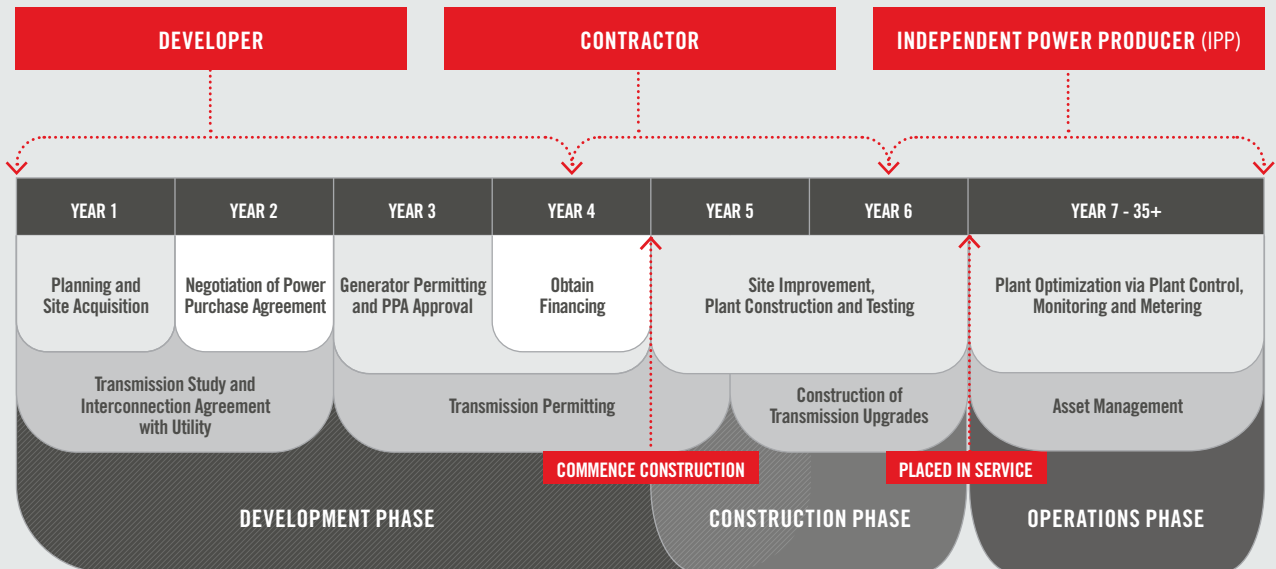 DEVELOPER
CONTRACTOR
INDEPENDENT POWER PRODUCER (IPP)
YEAR 1
YEAR 2
YEAR 3
YEAR 4
YEAR 5
YEAR 6
YEAR 7 - 35+
Planning and
Site Acquisition
Negotiation of Power
Purchase Agreement
Generator Permitting
and PPA Approval
Obtain
Financing
Site Improvement,
Plant Construction and Testing
Plant Optimization via Plant Control,
Monitoring and Metering
Transmission Study and
Interconnection Agreement
with Utility
Transmission Permitting
Construction of
Transmission Upgrades
Asset Management
COMMENCE CONSTRUCTION
PLACED IN SERVICE
DEVELOPMENT PHASE
CONSTRUCTION PHASE
OPERATIONS PHASE